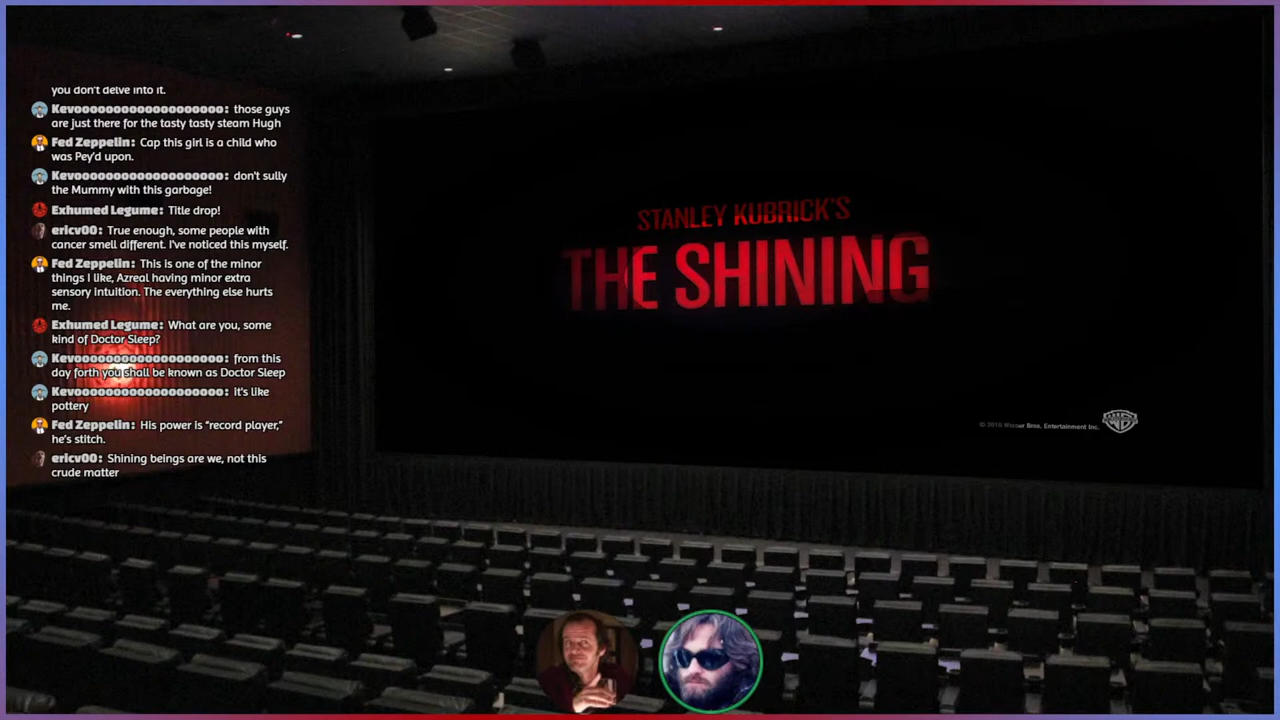 you don't delve into it.
Kevoooooooooooooooooooo: those guys
are just there for the tasty tasty steam Hugh
Fed Zeppelin: Cap this girl is a child who
was Pey'd upon.
Kevoooooooooooooooooooo: don't sully
the Mummy with this garbage!
Exhumed Legume: Title drop!
ericv00: True enough, some people with
cancer smell different. I've noticed this myself.
Fed Zeppelin: This is one of the minor
things I like, Azreal having minor extra
sensory intuition. The everything else hurts
me.
Exhumed Legume: What are you, some
kind of Doctor Sleep?
Kevoooooooooooooooooooo: from this
day forth you shall be known as Doctor Sleep
Kevoooooooooooooooooooo: it's like
pottery
Fed Zeppelin: His power is “record player,”
he's stitch.
ericv00: Shining beings are we, not this
crude matter
STANLEY KUBRICK'S
THE SHINING
© 2010 Warner Bros. Entertainment Inc.
WB